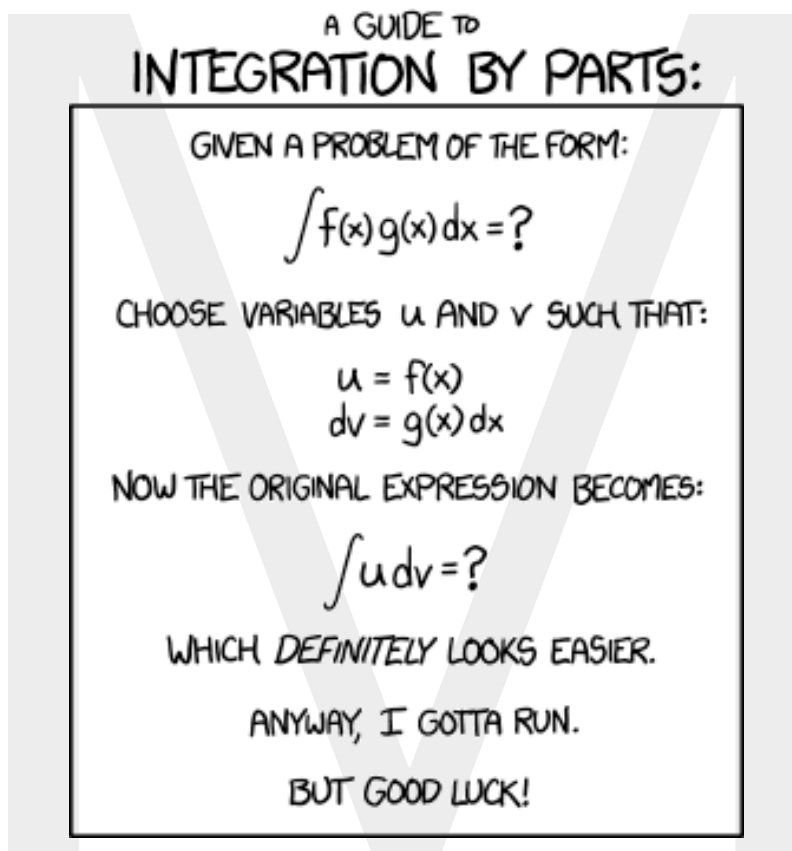 A GUIDE TO
INTEGRATION BY PARTS:
GIVEN A PROBLEM OF THE FORM:
∫f(x)g(x)dx=?
CHOOSE VARIABLES u AND v SUCH THAT:
u = f(x)
dv = g(x)dx
NOW THE ORIGINAL EXPRESSION BECOMES:
∫udv=?
WHICH DEFINITELY LOOKS EASIER.
ANYWAY, I GOTTA RUN.
BUT GOOD LUCK!